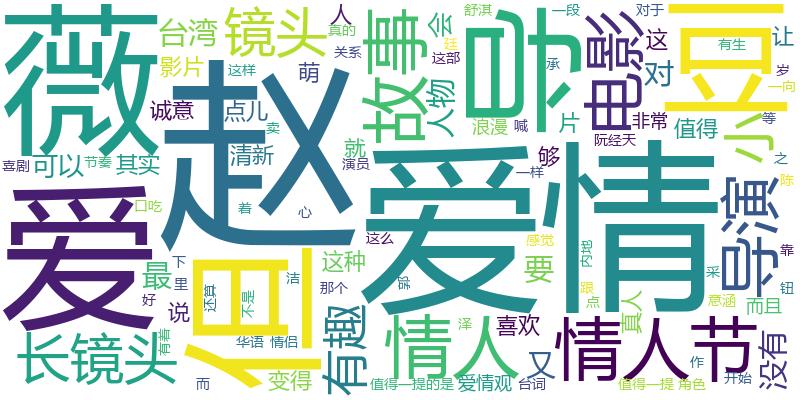 薇
赵
爱
爱情
导
豆
但
故事
电影
导演
小
情人
情人节
长镜头
镜头
台湾
影片
人
真的
关系
这样
萌
会
廷
这部
人物
舒淇
一段
承
对于
有生
这
让
对
岁
一向
等
之
非常
值得
阮经天
片
浪漫
喊
诚意
点儿
卖
清新
就
演员
够
一样
喜剧
可以
节奏
其实
口吃
着
心
这么
感觉
内地
要
陈
靠
钮
采
意涵
而且
跟
点
真人
最
下
里
好
说
还算
不是
洁
这种
那个
郎
有趣
有着
华语
情侣
泽
喜欢
又
作
开始
没有
而
变得
值得一提的是
爱情观
台词
值得一提
角色